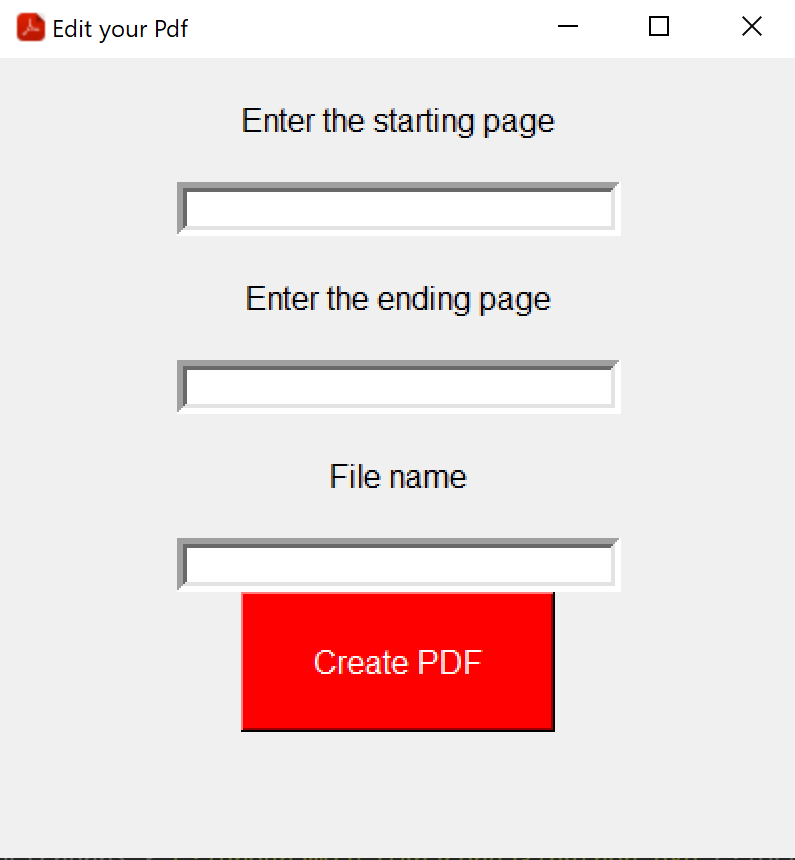 Edit your Pdf
Enter the starting page
Enter the ending page
File name
Create PDF